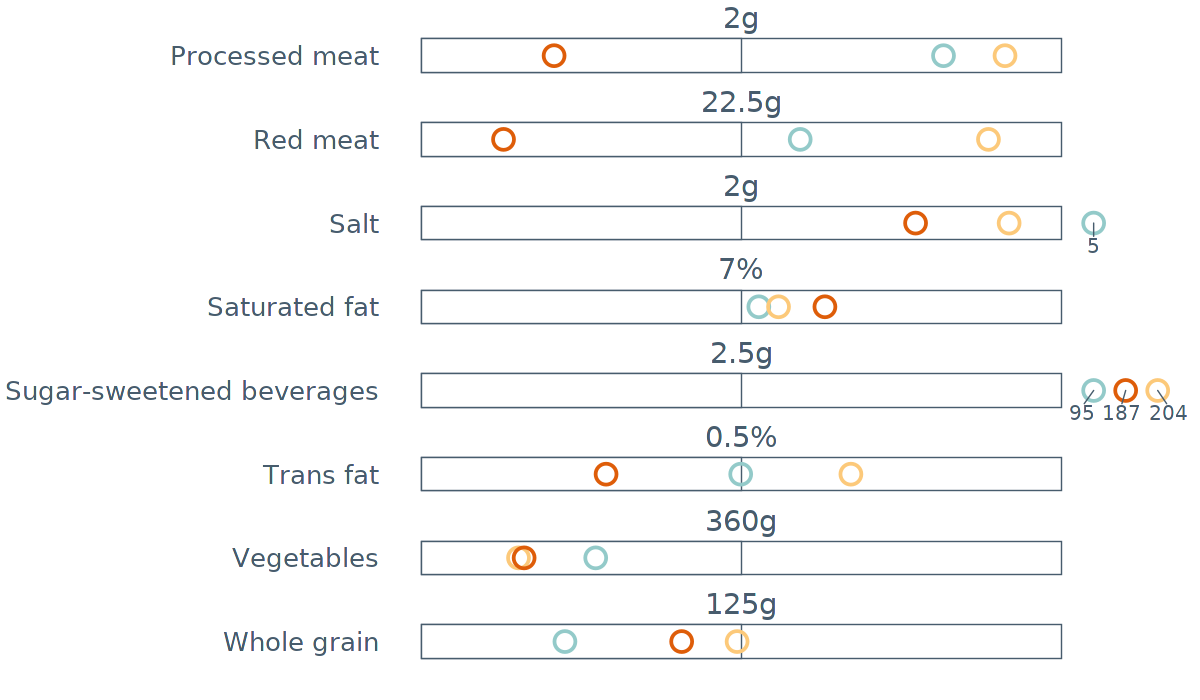 2g
Processed meat
22.5g
Red meat
2g
Salt
5
7%
Saturated fat
2.5g
Sugar-sweetened beverages
95 187 204
0.5%
Trans fat
360g
Vegetables
125g
Whole grain